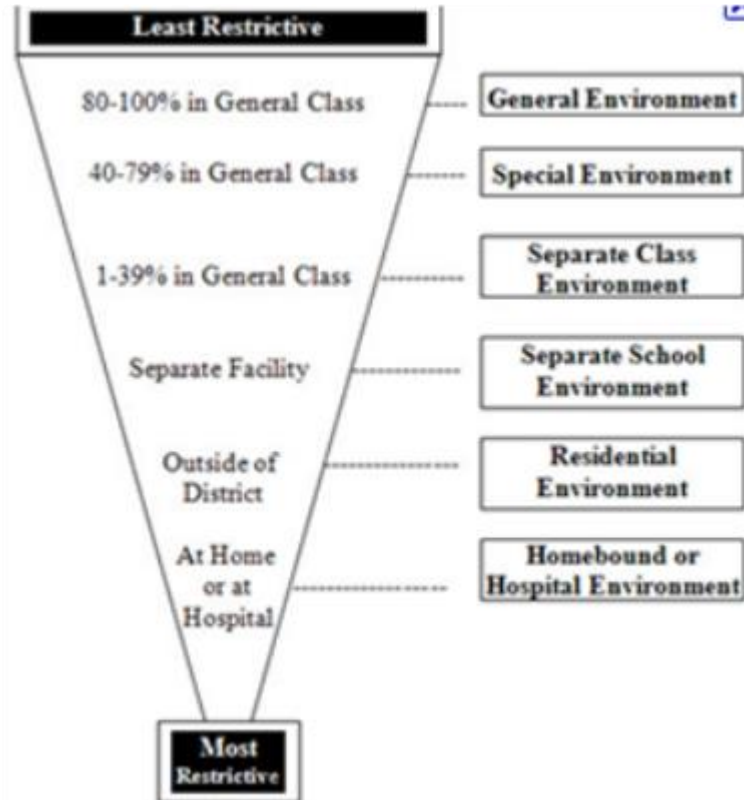 Least Restrictive
80-100% in General Class
General Environment
40-79% in General Class
Special Environment
1-39% in General Class
Separate Class
Environment
Separate Facility
Separate School
Environment
Outside of
District
Residential
Environment
At Home
or at
Hospital
Homebound or
Hospital Environment
Most
Restrictive